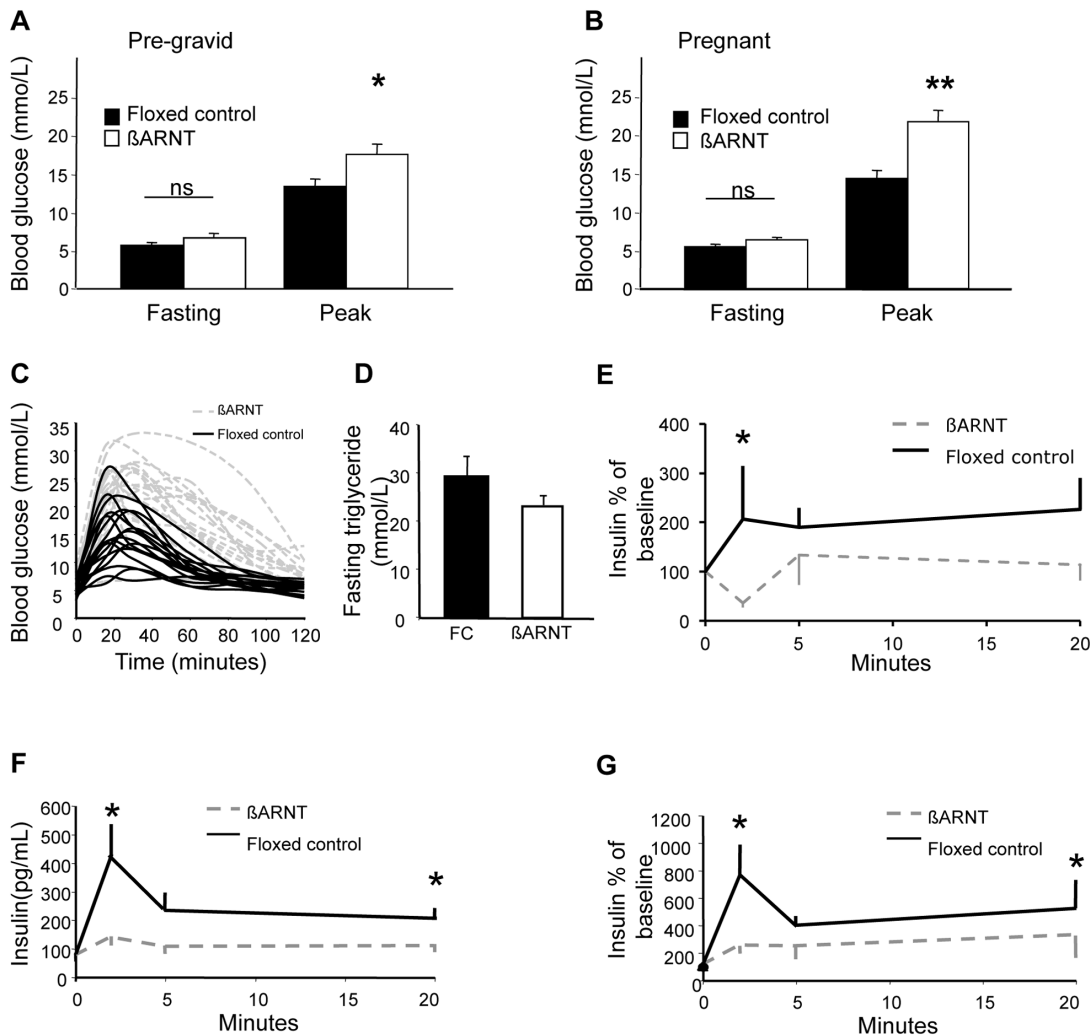 A
Pre-gravid
Blood glucose (mmo/L)
25
20
15
10
5
0
Floxed control
ßARNT
ns
*
Fasting
Peak
B
Pregnant
Blood glucose (mnol/L)
25
20
15
10
5
0
Floxed control
ßARNT
ns
**
Fasting
Peak
C
Blood glucose (mmol/L)
35
30
25
20
15
10
5
0
ßARNT
Floxed control
0 20 40 60 80 100 120
Time (minutes)
D
Fasting triglyceride
(mmol/L)
40
30
20
10
0
FC
ßARNT
E
Insulin % of
baseline
400
300
200
100
0
*
ßARNT
Floxed control
0 5 10 15 20
Minutes
F
Insulin(pg/mL)
600
500
400
300
200
100
0
*
ßARNT
Floxed control
*
0 5 10 15 20
Minutes
G
Insulin % of
baseline
1200
1000
800
600
400
200
0
*
ßARNT
Floxed control
*
0 5 10 15 20
Minutes